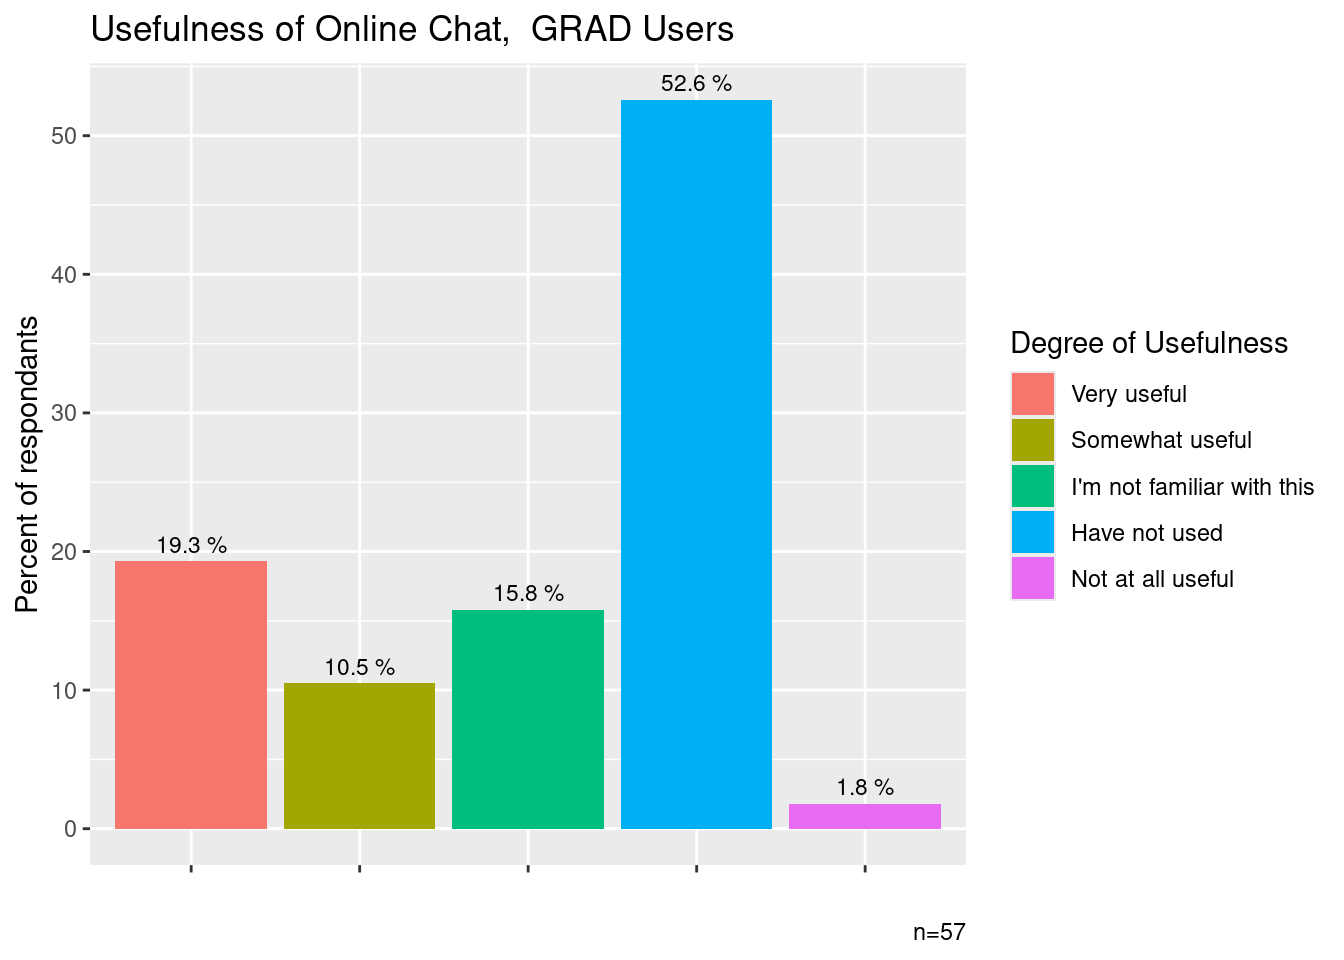 Usefulness of Online Chat,  GRAD Users
Percent of respondants
50
40
30
20
10
0
19.3 %
10.5 %
15.8 %
52.6 %
1.8 %
Degree of Usefulness
Very useful
Somewhat useful
I'm not familiar with this
Have not used
Not at all useful
n=57